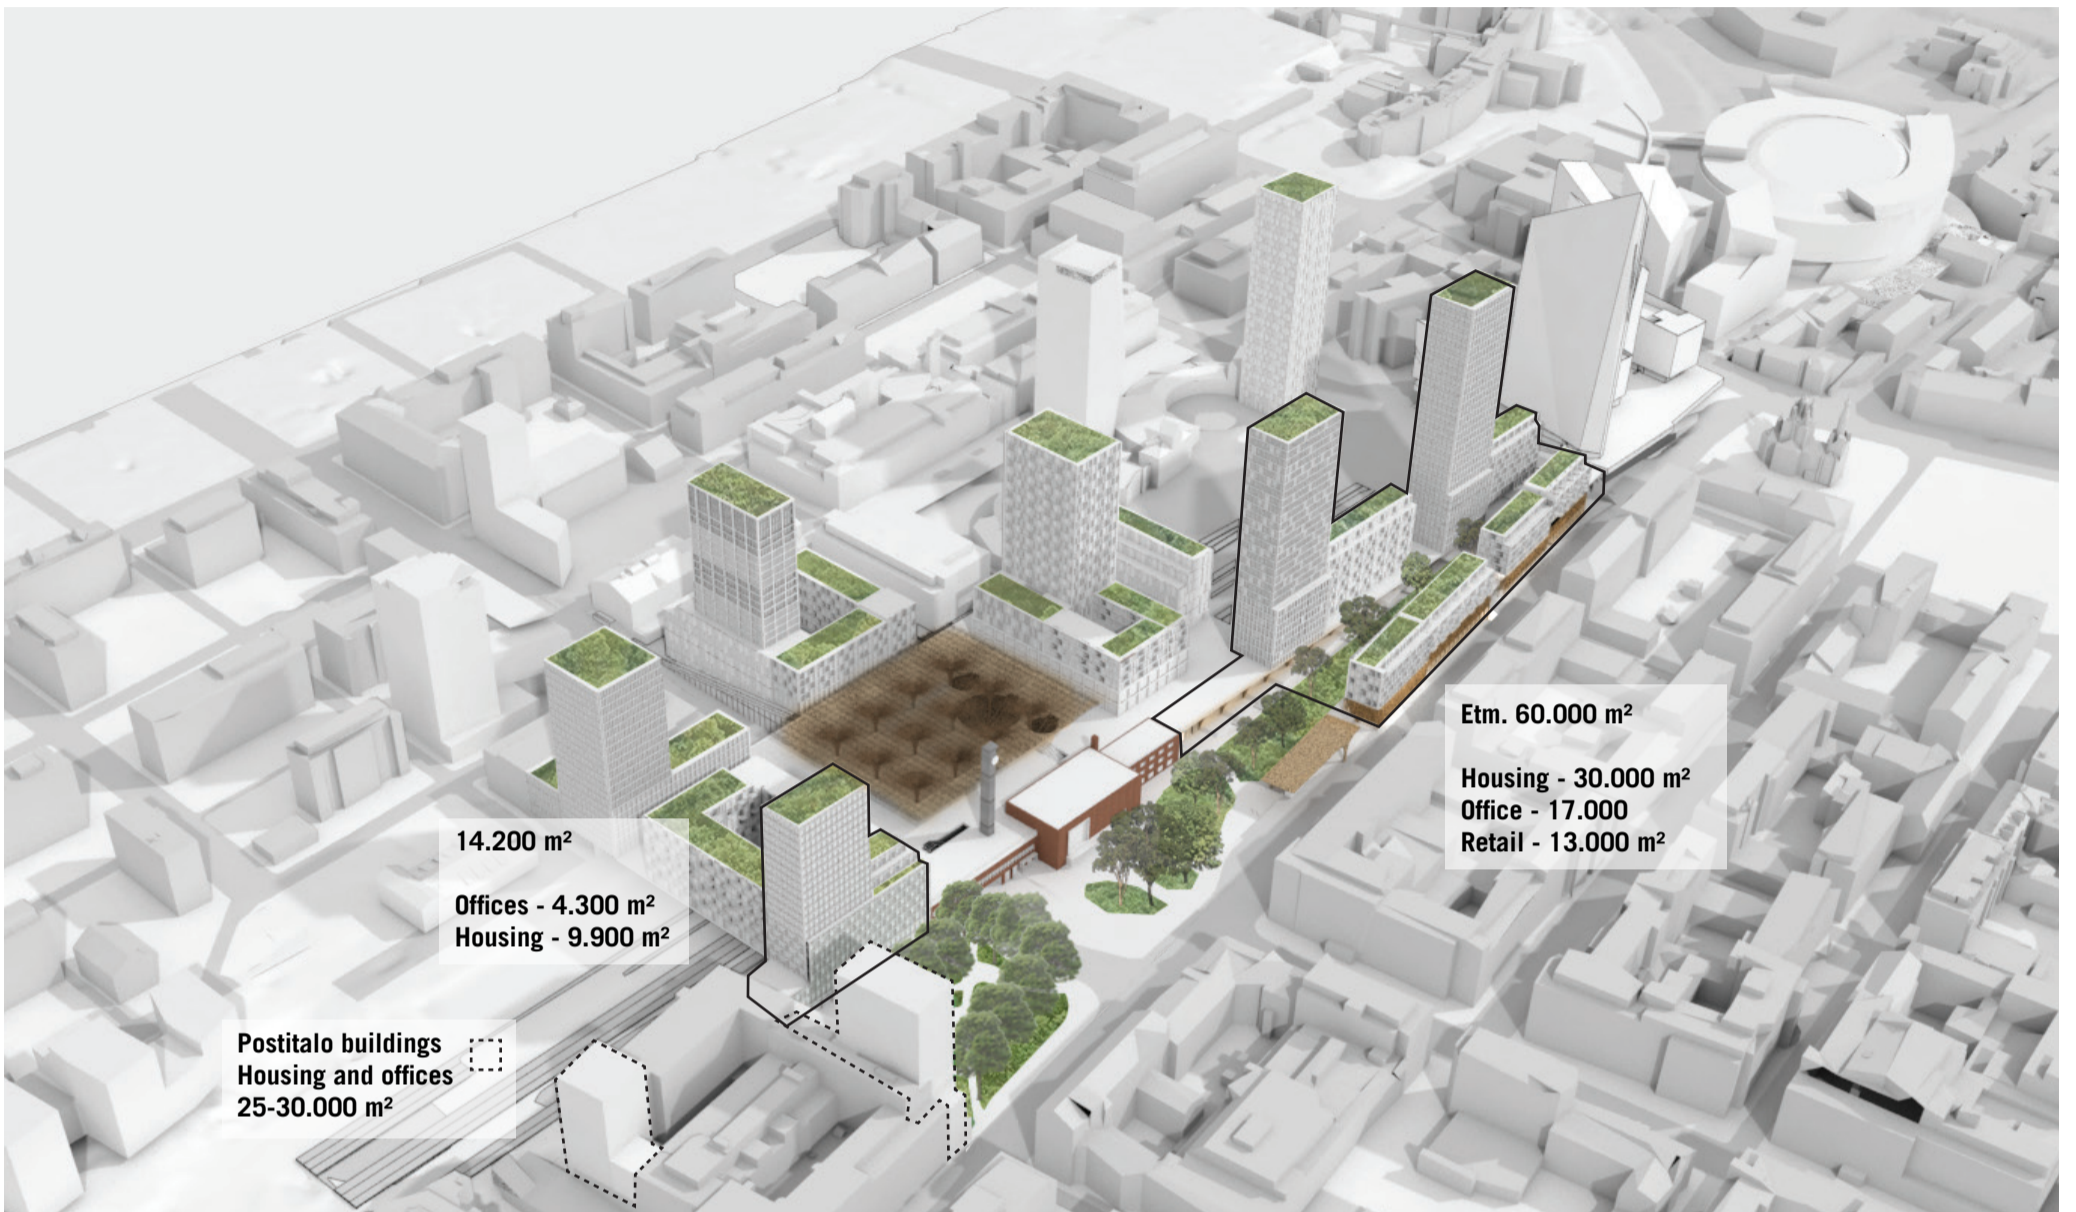 14.200 m²
Offices - 4.300 m²
Housing - 9.900 m²
Postitalo buildings
Housing and offices
25-30.000 m²
Etm. 60.000 m²
Housing - 30.000 m²
Office - 17.000
Retail - 13.000 m²